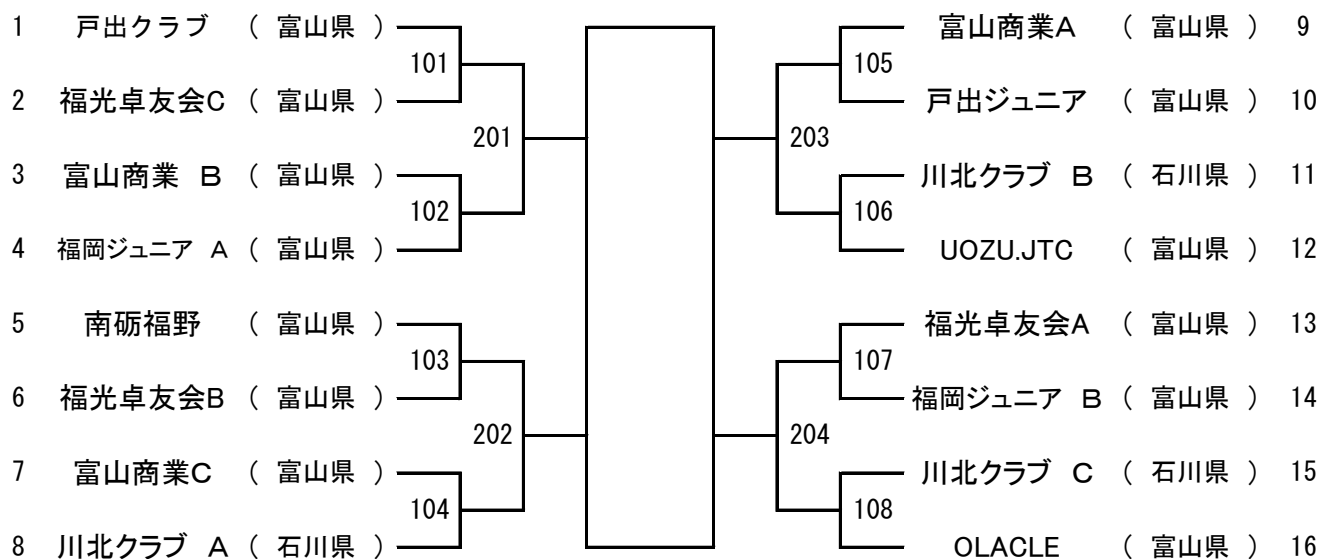 1 戸出クラブ ( 富山県 ) 富山商業A ( 富山県 ) 9
101 105
2 福光卓友会C ( 富山県 ) 戸出ジュニア ( 富山県 ) 10
201 203
3 富山商業 B ( 富山県 ) 川北クラブ B ( 石川県 ) 11
102 106
4 福岡ジュニア A ( 富山県 ) UOZU.JTC ( 富山県 ) 12
5 南砺福野 ( 富山県 ) 福光卓友会A ( 富山県 ) 13
103 107
6 福光卓友会B ( 富山県 ) 福岡ジュニア B ( 富山県 ) 14
202 204
7 富山商業C ( 富山県 ) 川北クラブ C ( 石川県 ) 15
104 108
8 川北クラブ A ( 石川県 ) OLACLE ( 富山県 ) 16